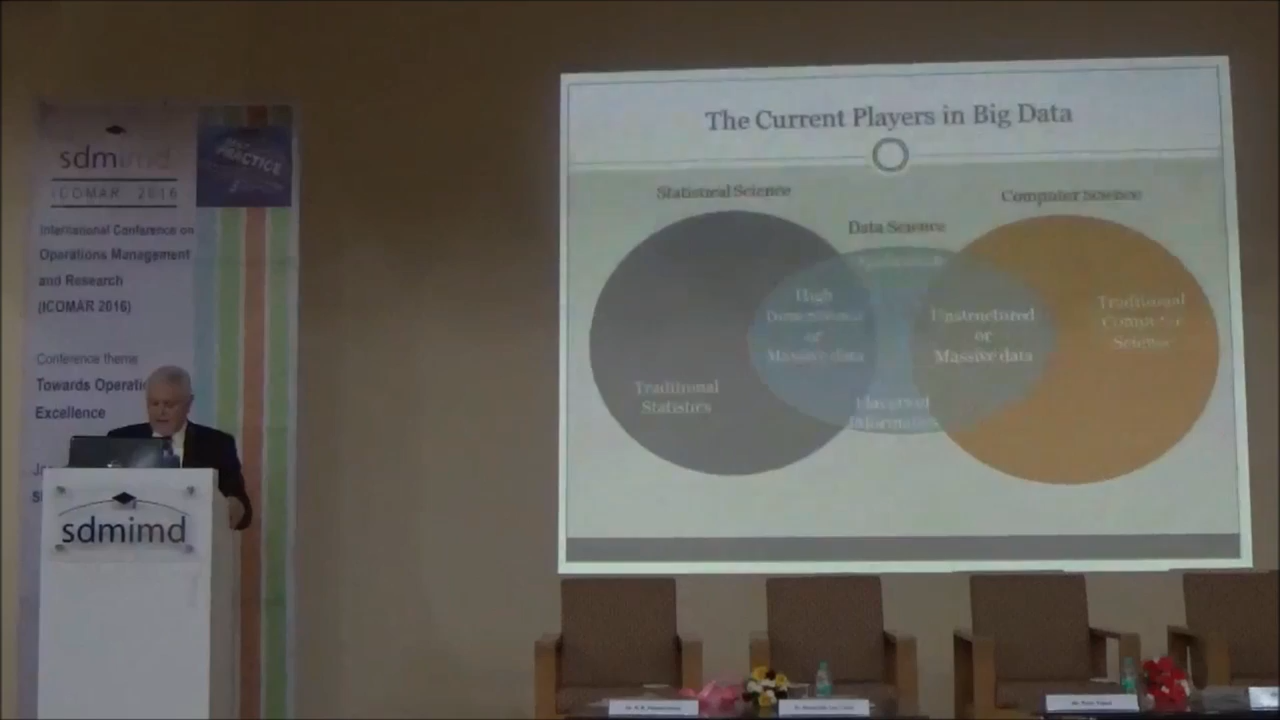 sdmimd
ICOMAR 2016
International Conference on
Operations Management
and Research
(ICOMAR 2016)
Conference theme
Towards Operatio
Excellence
BEST
PRACTICE
sdmimd
The Current Players in Big Data
Statistical Science
Computer Science
Data Science
High
Dimensional
or
Massive data
Unstructured
or
Massive data
Traditional
Computer
Science
Traditional
Statistics